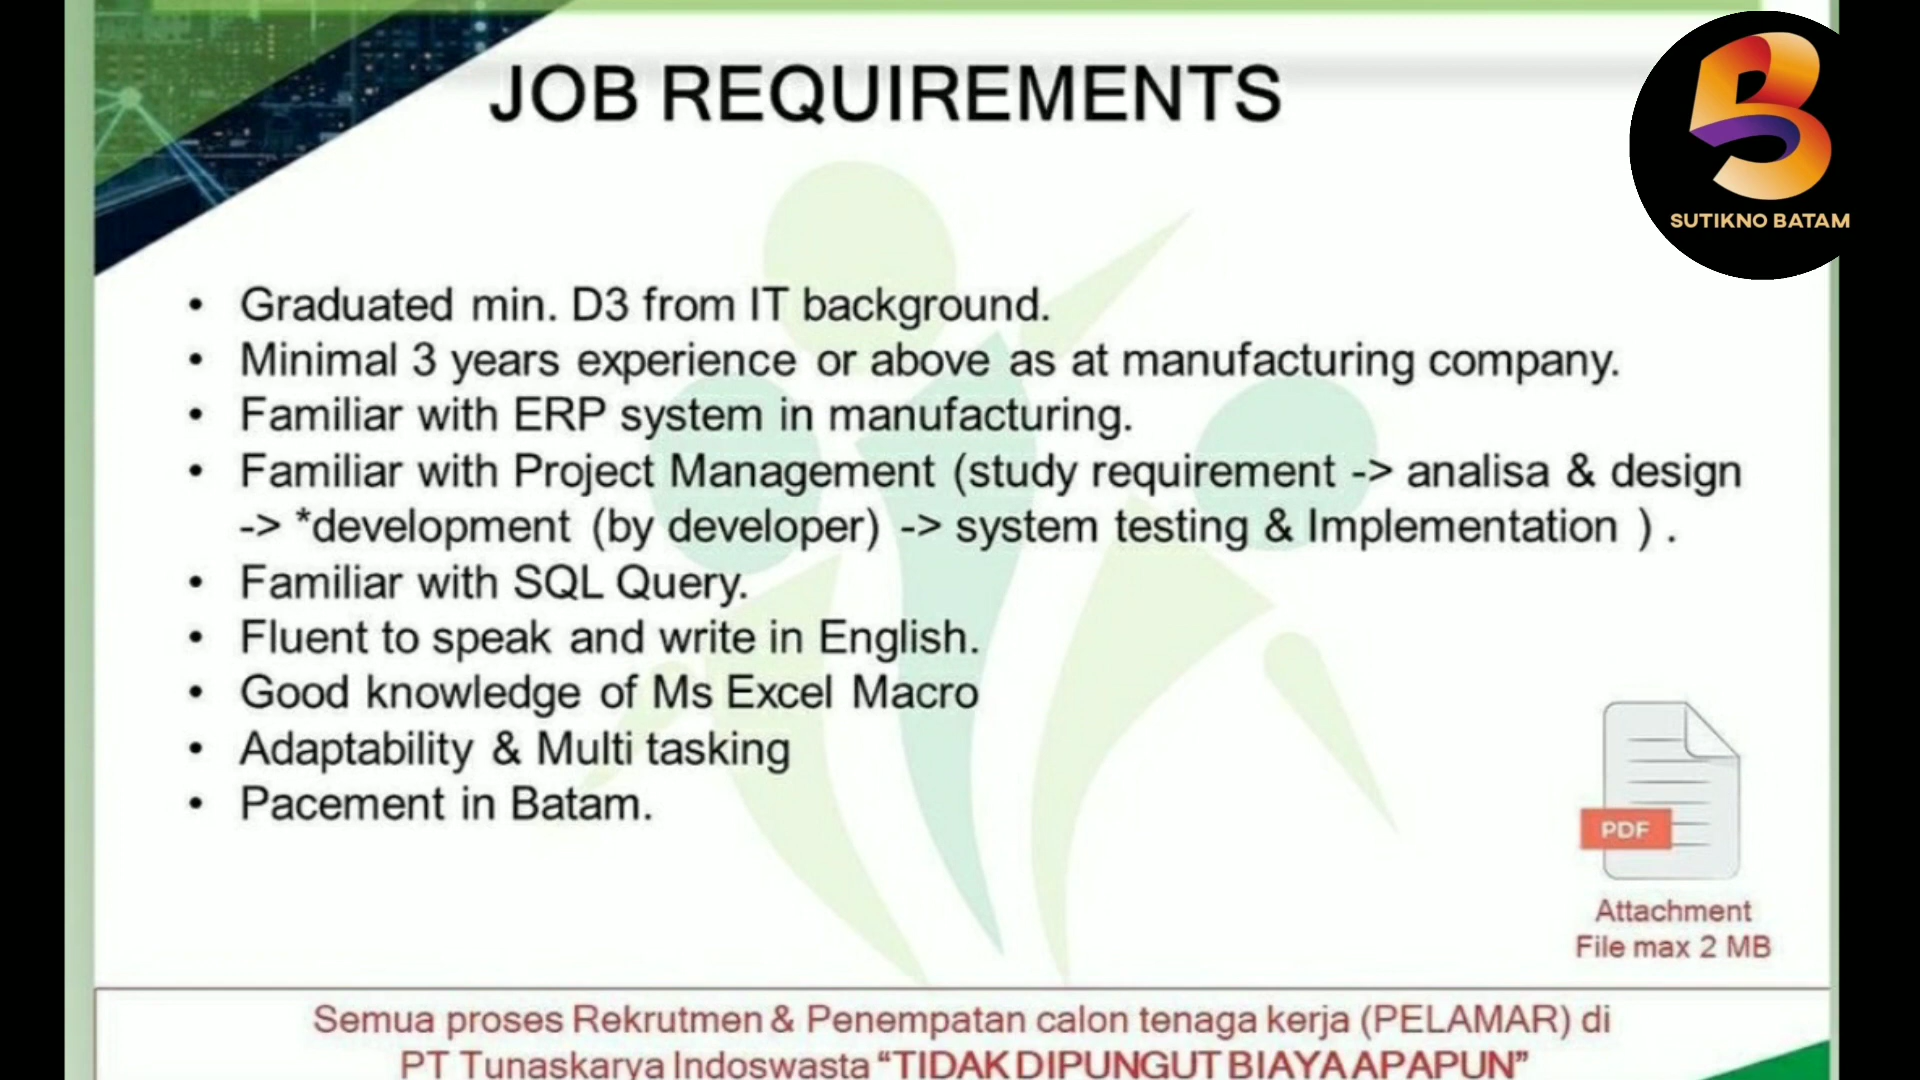 JOB REQUIREMENTS
SUTIKNO BATAM
• Graduated min. D3 from IT background.
• Minimal 3 years experience or above as at manufacturing company.
• Familiar with ERP system in manufacturing.
• Familiar with Project Management (study requirement -> analisa & design
-> *development (by developer) -> system testing & Implementation ) .
• Familiar with SQL Query.
• Fluent to speak and write in English.
• Good knowledge of Ms Excel Macro
• Adaptability & Multi tasking
• Pacement in Batam.
PDF
Attachment
File max 2 MB
Semua proses Rekrutmen & Penempatan calon tenaga kerja (PELAMAR) di
PT Tunaskarya Indoswasta “TIDAK DIPUNGUT BIAYA APAPUN”